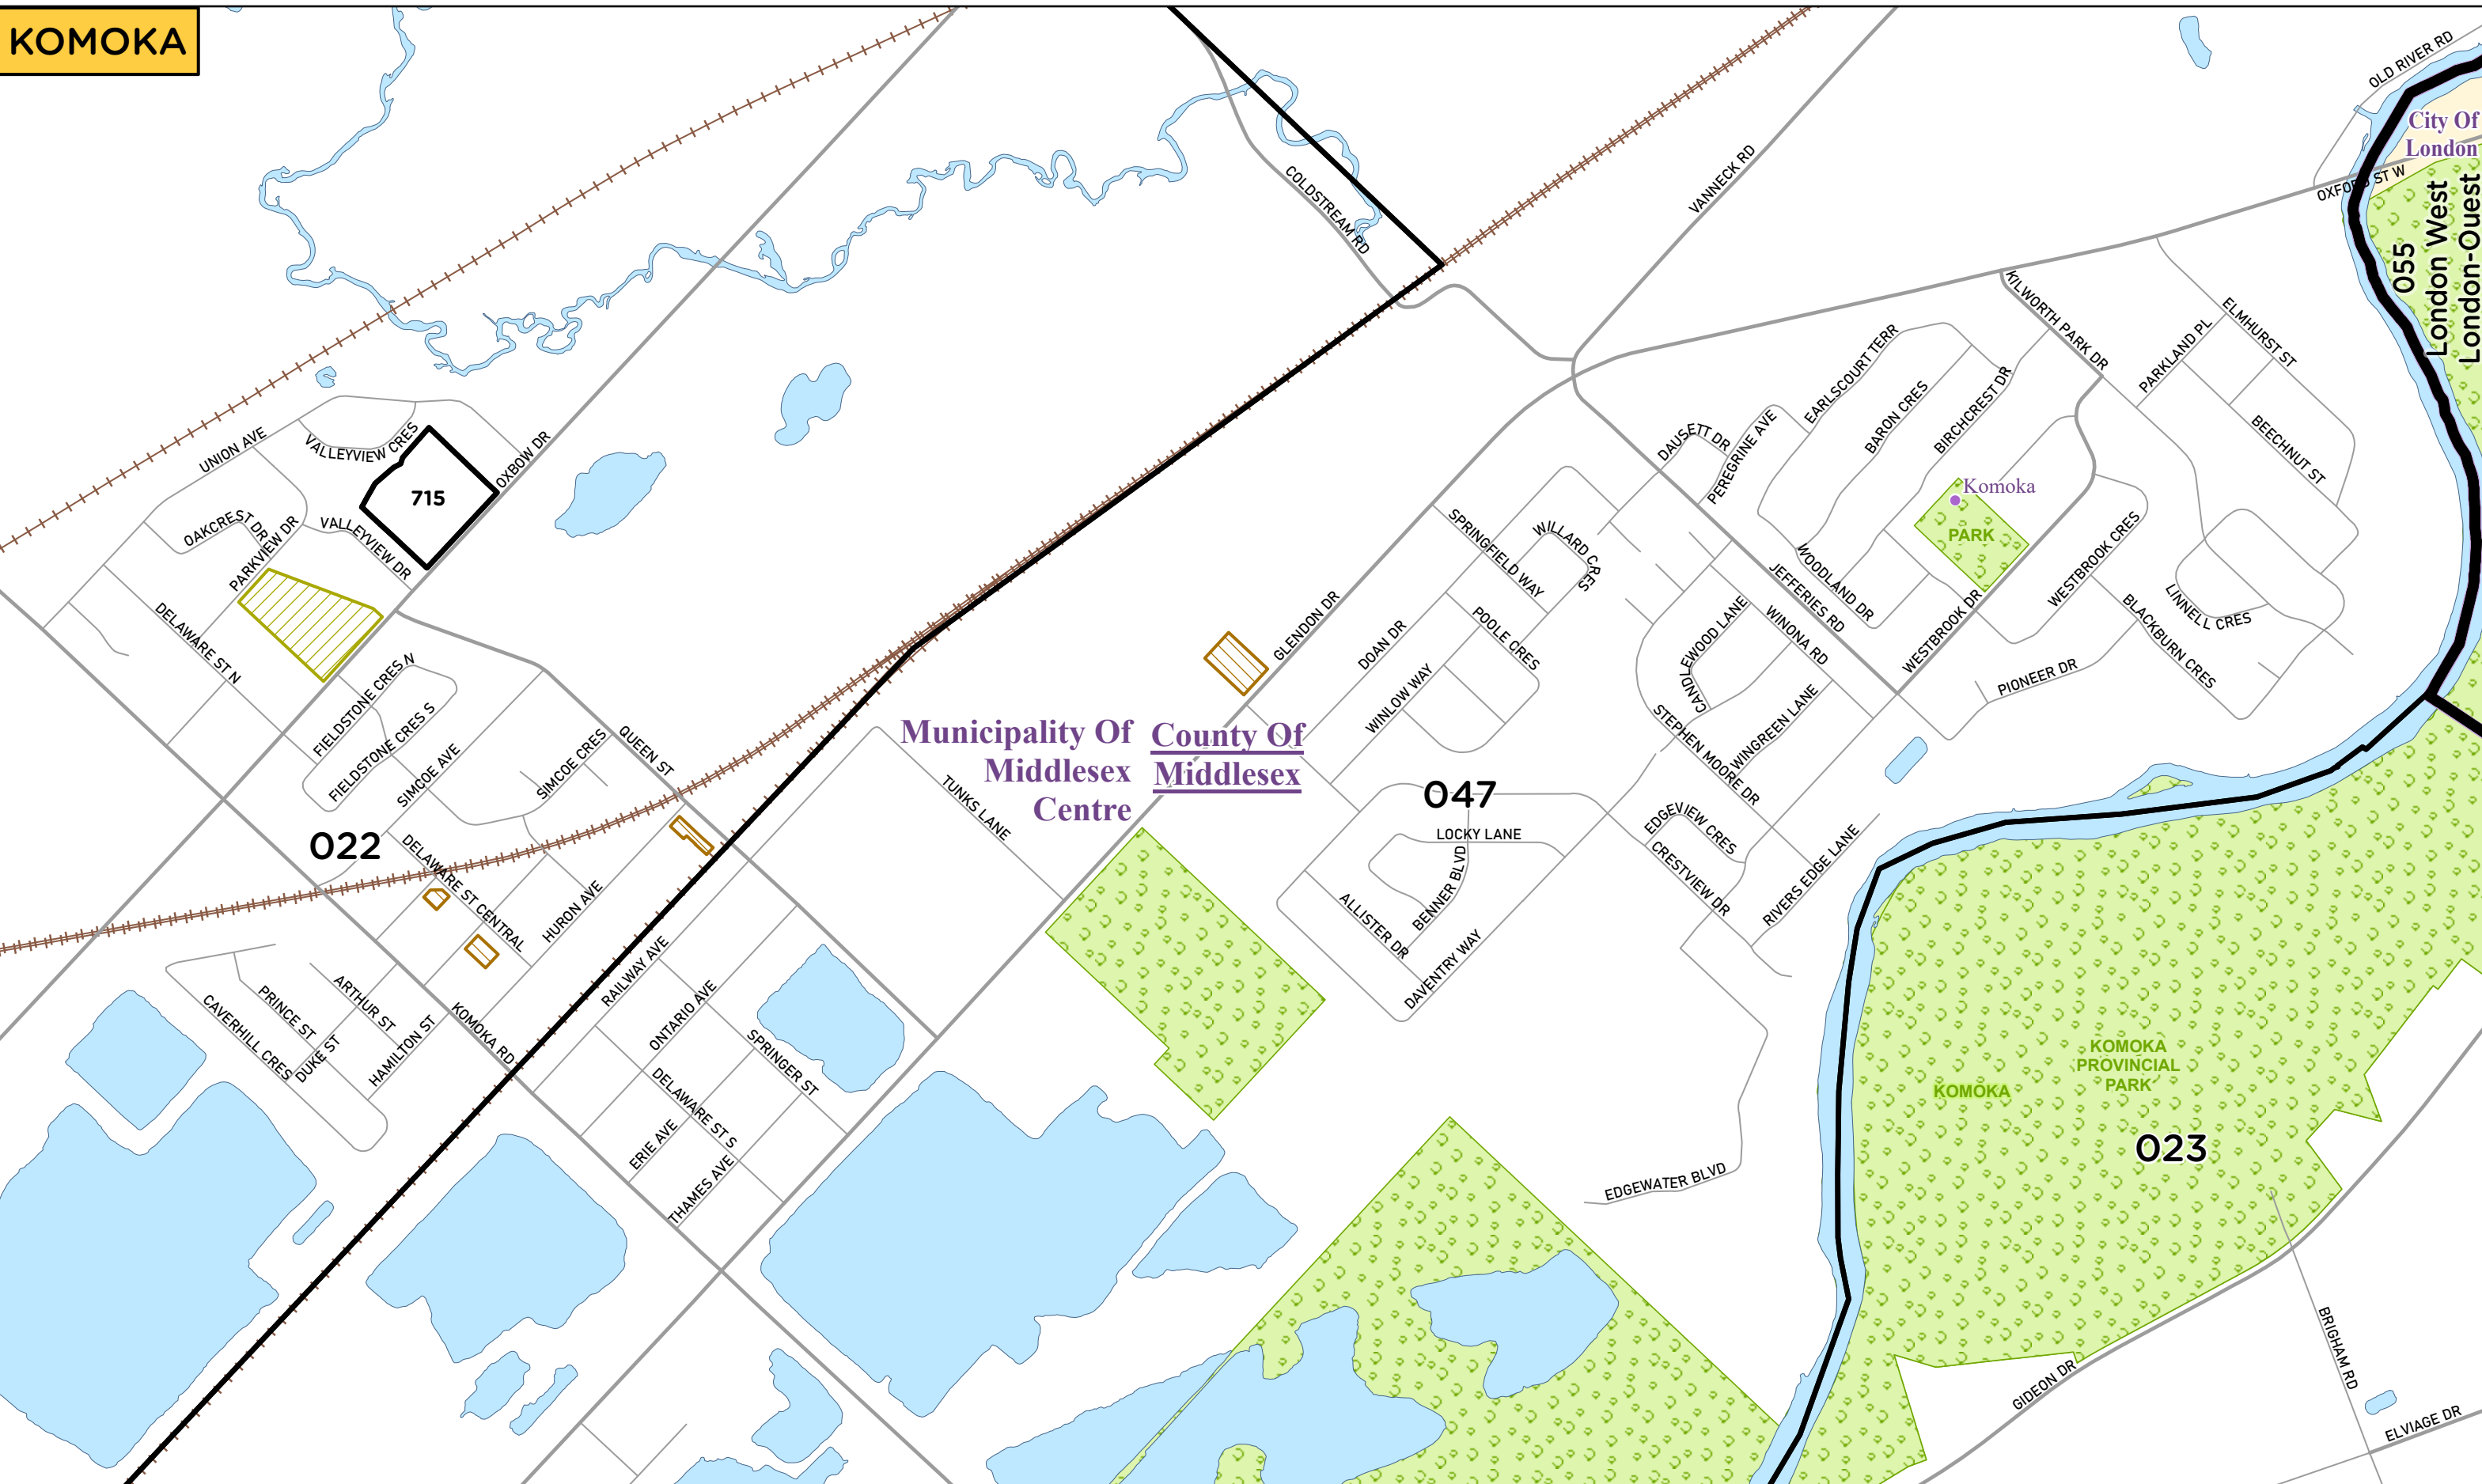 KOMOKA
OLD RIVER RD
City Of
London
OXFORD ST W
055
London West
London-Ouest
COLDSTREAM RD
VANNECK RD
KILWORTH PARK DR
ELMHURST ST
PARKLAND PL
BEECHNUT ST
EARLSCOURT TERR
BARON CRES
BIRCHCREST DR
DAUSETT DR
PEREGRINE AVE
Komoka
PARK
UNION AVE
VALLEYVIEW CRES
OXBOW DR
715
OAKCREST DR
PARKVIEW DR
VALLEYVIEW DR
DELAWARE ST N
SPRINGFIELD WAY
WILLARD CRES
WOODLAND DR
JEFFERIES RD
WESTBROOK CRES
WESTBROOK DR
LINNELL CRES
BLACKBURN CRES
PIONEER DR
GLENDON DR
DOAN DR
POOLE CRES
WINLOW WAY
CANDLEWOOD LANE
WINONA RD
WINGREEN LANE
STEPHEN MOORE DR
FIELDSTONE CRES N
FIELDSTONE CRES S
SIMCOE AVE
SIMCOE CRES
QUEEN ST
Municipality Of
Middlesex
Centre
County Of
Middlesex
047
TUNKS LANE
LOCKY LANE
BENNER BLVD
ALLISTER DR
DAVENTRY WAY
EDGEVIEW CRES
CRESTVIEW DR
RIVERS EDGE LANE
022
DELAWARE ST CENTRAL
HURON AVE
RAILWAY AVE
ONTARIO AVE
SPRINGER ST
ARTHUR ST
PRINCE ST
CAVERHILL CRES
DUKE ST
HAMILTON ST
KOMOKA RD
DELAWARE ST S
ERIE AVE
THAMES AVE
KOMOKA
PROVINCIAL
PARK
KOMOKA
023
EDGEWATER BLVD
GIDEON DR
BRIGHAM RD
ELVIAGE DR